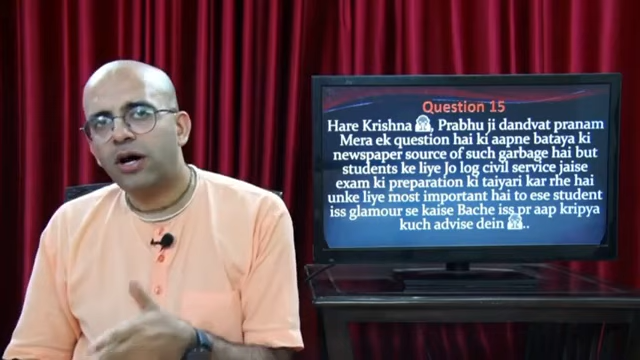 Question 15
Hare Krishna 🙏, Prabhu ji dandvat pranam
Mera ek question hai ki aapne bataya ki
newspaper source of such garbage hai but
students ke liye Jo log civil service jaise
exam ki preparation ki taiyari kar rhe hai
unke liye most important hai to ese student
iss glamour se kaise Bache iss pr aap kripya
kuch advise dein 🙏..